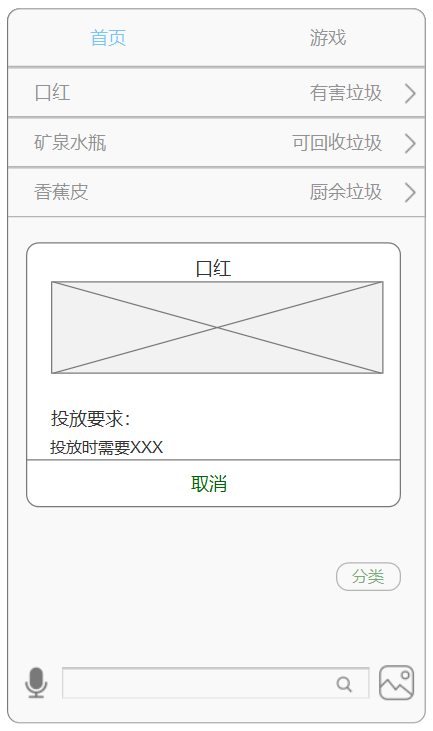 首页 游戏
口红 有害垃圾
矿泉水瓶 可回收垃圾
香蕉皮 厨余垃圾
口红
投放要求:
投放时需要XXX
取消
分类